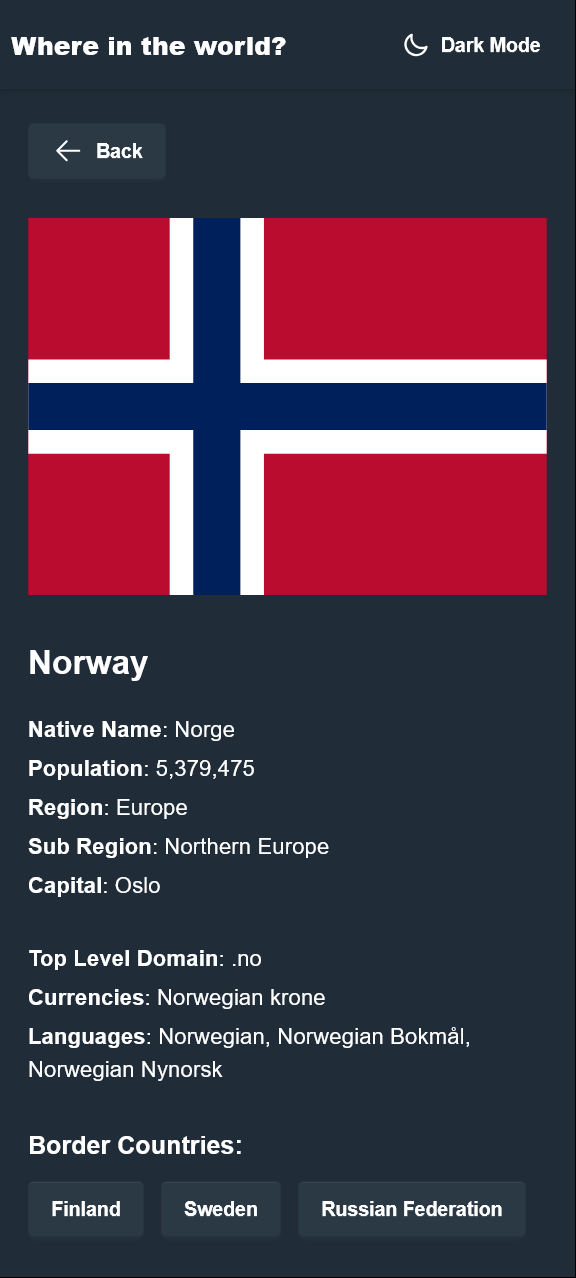 Where in the world?
Dark Mode
Back
Norway
Native Name: Norge
Population: 5,379,475
Region: Europe
Sub Region: Northern Europe
Capital: Oslo
Top Level Domain: .no
Currencies: Norwegian krone
Languages: Norwegian, Norwegian Bokmål,
Norwegian Nynorsk
Border Countries:
Finland
Sweden
Russian Federation